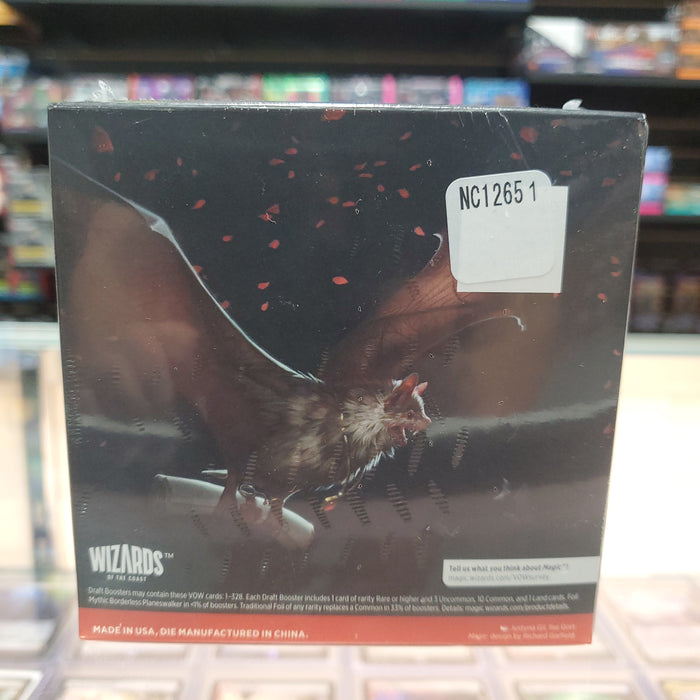 NC12651
WIZARDS™
OF THE COAST
Tell us what you think about Magic™!
magic.wizards.com/VOWsurvey
Draft Boosters may contain these VOW cards: 1–328. Each Draft Booster includes 1 card of rarity Rare or higher and 3 Uncommon, 10 Common, and 1 Land cards. Foil
Mythic Borderless Planeswalker in <1% of boosters. Traditional Foil of any rarity replaces a Common in 33% of boosters. Details: magic.wizards.com/productdetails.
MADE IN USA, DIE MANUFACTURED IN CHINA.
Magic design by Richard Garfield